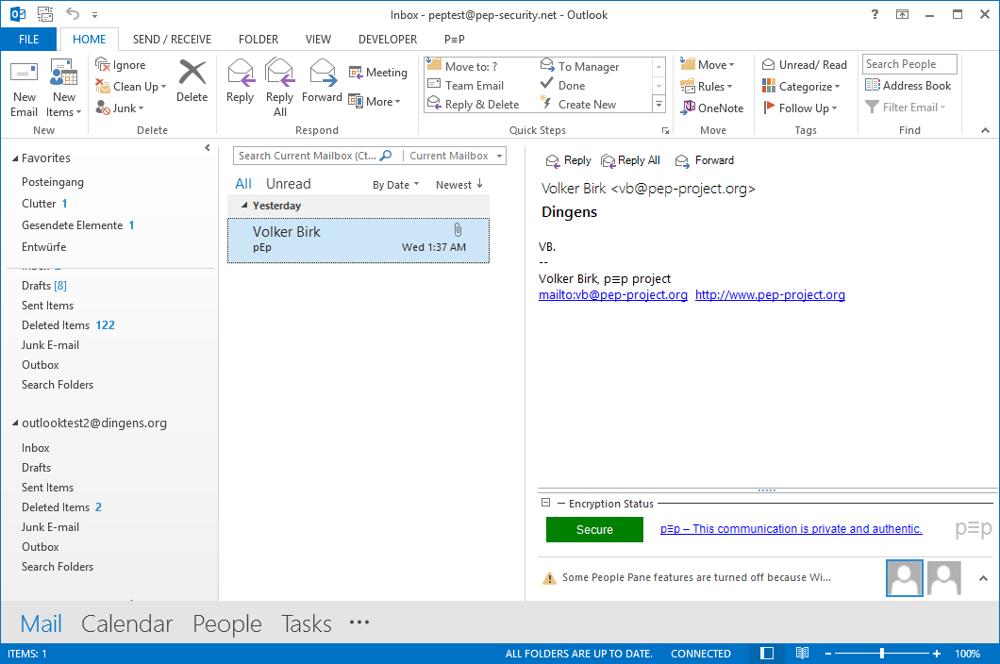 Inbox - peptest@pep-security.net - Outlook
?
FILE HOME SEND / RECEIVE FOLDER VIEW DEVELOPER P≡P
New Email
New Items
New
Ignore
Clean Up
Junk
Delete
Delete
Reply
Reply All
Forward
Meeting
More
Respond
Move to: ?
Team Email
Reply & Delete
To Manager
Done
Create New
Quick Steps
Move
Rules
OneNote
Move
Unread/ Read
Categorize
Follow Up
Tags
Search People
Address Book
Filter Email
Find
Favorites
Posteingang
Clutter 1
Gesendete Elemente 1
Entwürfe
Drafts [8]
Sent Items
Deleted Items 122
Junk E-mail
Outbox
Search Folders
outlooktest2@dingens.org
Inbox
Drafts
Sent Items
Deleted Items 2
Junk E-mail
Outbox
Search Folders
Search Current Mailbox (Ct... Current Mailbox
All Unread By Date Newest ↓
Yesterday
Volker Birk
pEp Wed 1:37 AM
Reply Reply All Forward
Volker Birk <vb@pep-project.org>
Dingens
VB.
--
Volker Birk, p≡p project
mailto:vb@pep-project.org http://www.pep-project.org
Encryption Status
Secure p≡p – This communication is private and authentic. p≡p
Some People Pane features are turned off because Wi...
Mail Calendar People Tasks ...
ITEMS: 1 ALL FOLDERS ARE UP TO DATE. CONNECTED 100%